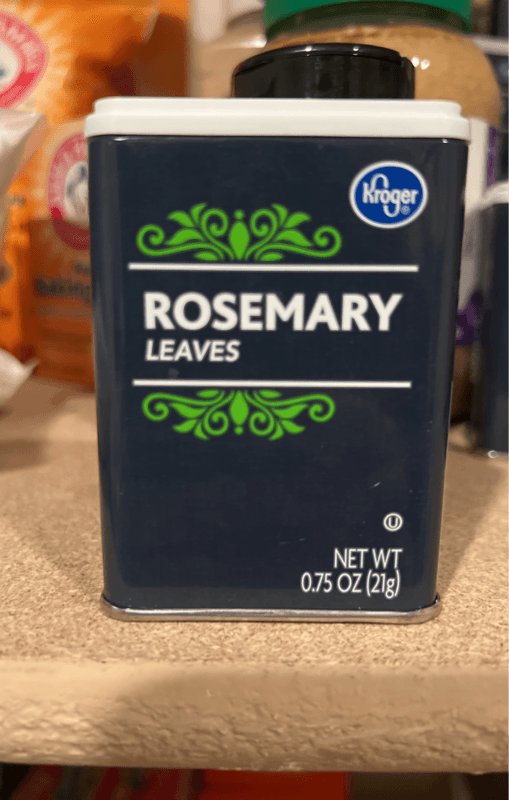 Kroger
ROSEMARY
LEAVES
U
NET WT
0.75 OZ (21g)